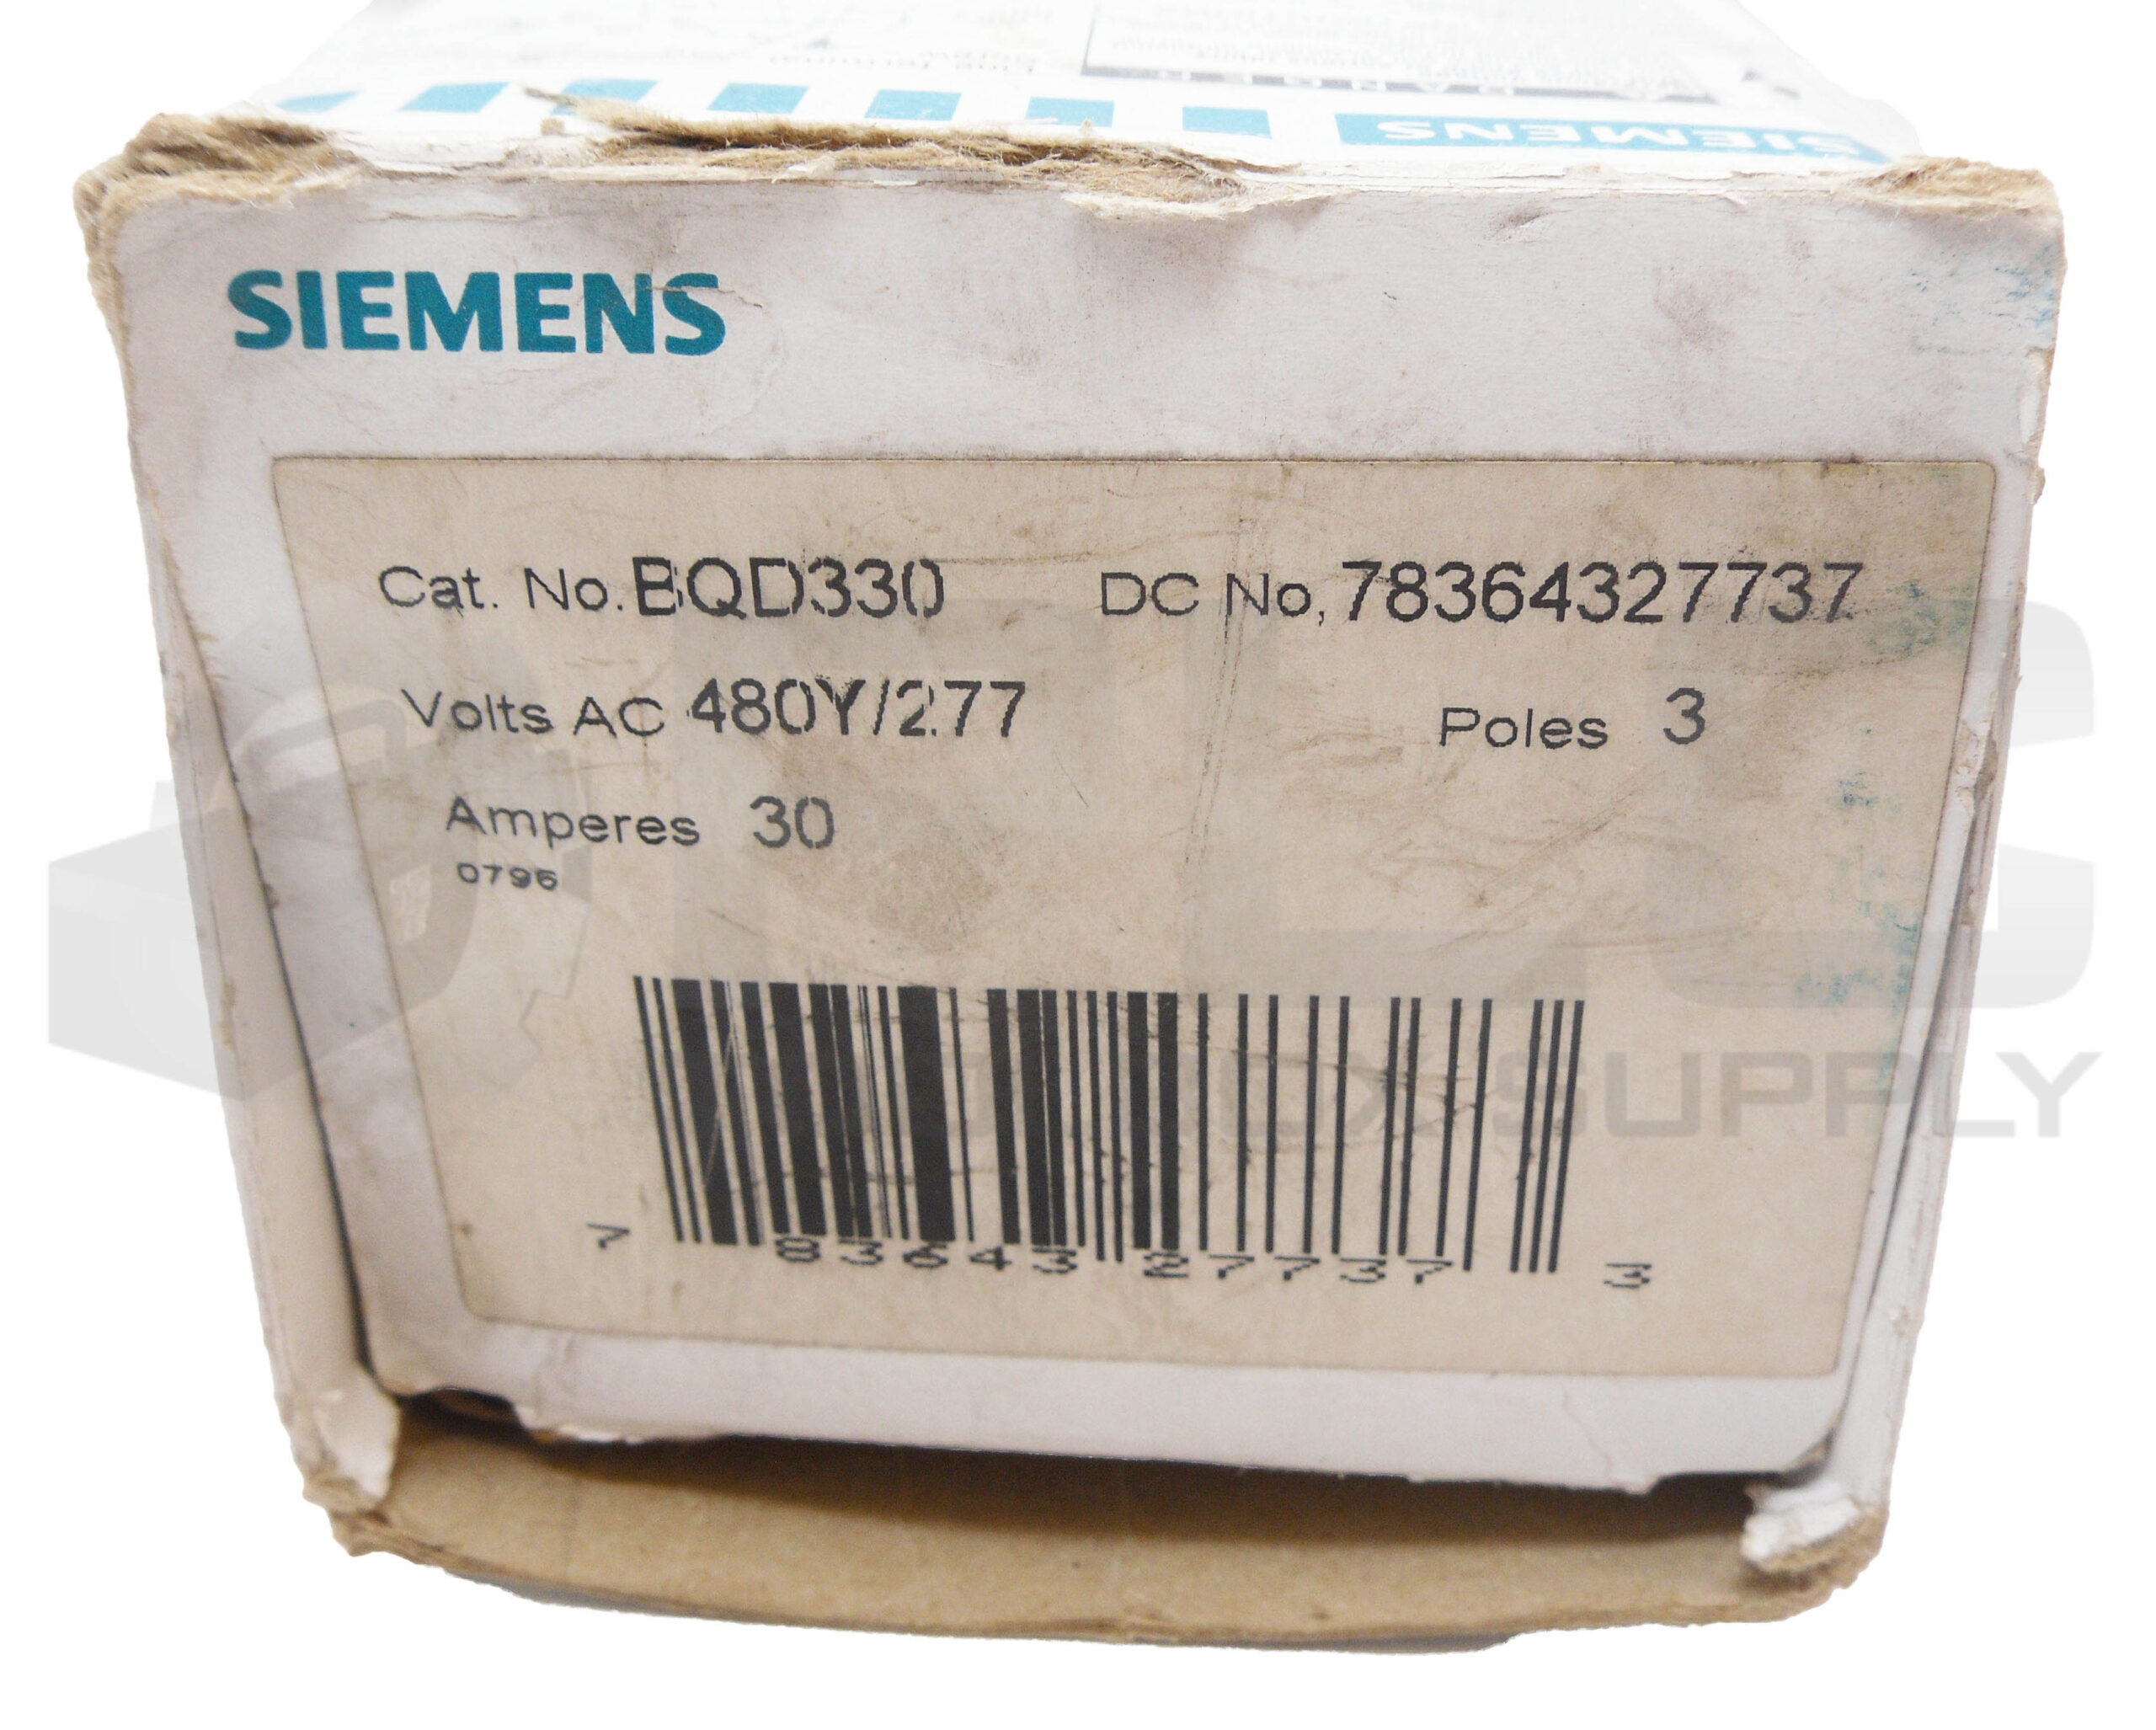 SIEMENS
SIEMENS
Cat. No. BQD330 DC No, 78364327737
Volts AC 480Y/277 Poles 3
Amperes 30
0796
7 83643 27737 3
SUPPLY